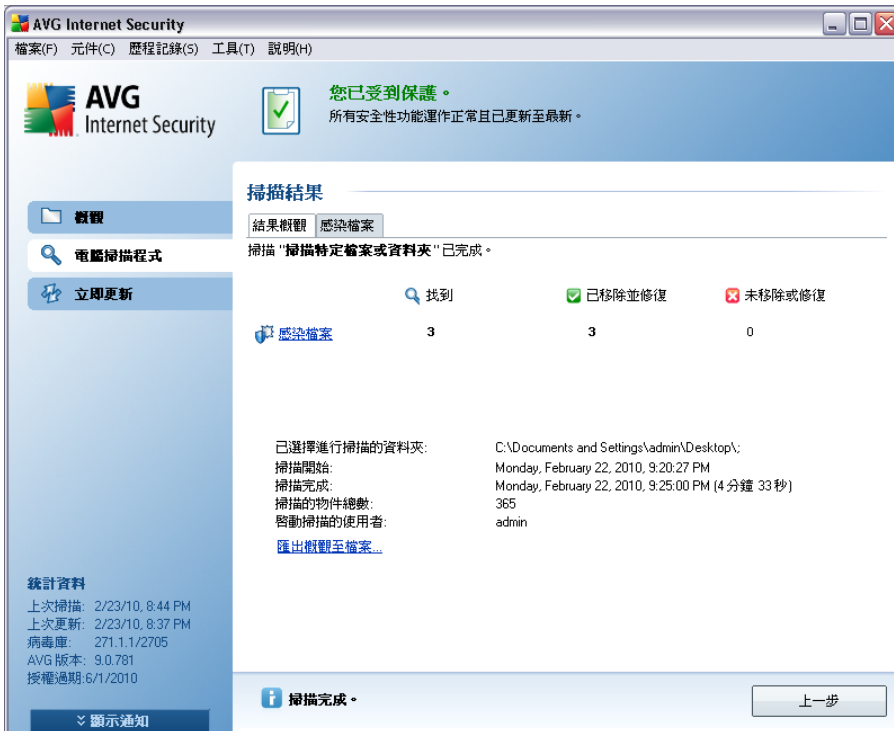 AVG Internet Security
檔案(F) 元件(C) 歷程記錄(S) 工具(T) 說明(H)
AVG
Internet Security
您已受到保護。
所有安全性功能運作正常且已更新至最新。
概觀
電腦掃描程式
立即更新
掃描結果
結果概觀 感染檔案
掃描 "掃描特定檔案或資料夾" 已完成。
找到 已移除並修復 未移除或修復
感染檔案 3 3 0
已選擇進行掃描的資料夾: C:\Documents and Settings\admin\Desktop\;
掃描開始: Monday, February 22, 2010, 9:20:27 PM
掃描完成: Monday, February 22, 2010, 9:25:00 PM (4 分鐘 33 秒)
掃描的物件總數: 365
啓動掃描的使用者: admin
匯出概觀至檔案...
統計資料
上次掃描: 2/23/10, 8:44 PM
上次更新: 2/23/10, 8:37 PM
病毒庫: 271.1.1/2705
AVG 版本: 9.0.781
授權過期:6/1/2010
顯示通知
掃描完成。
上一步